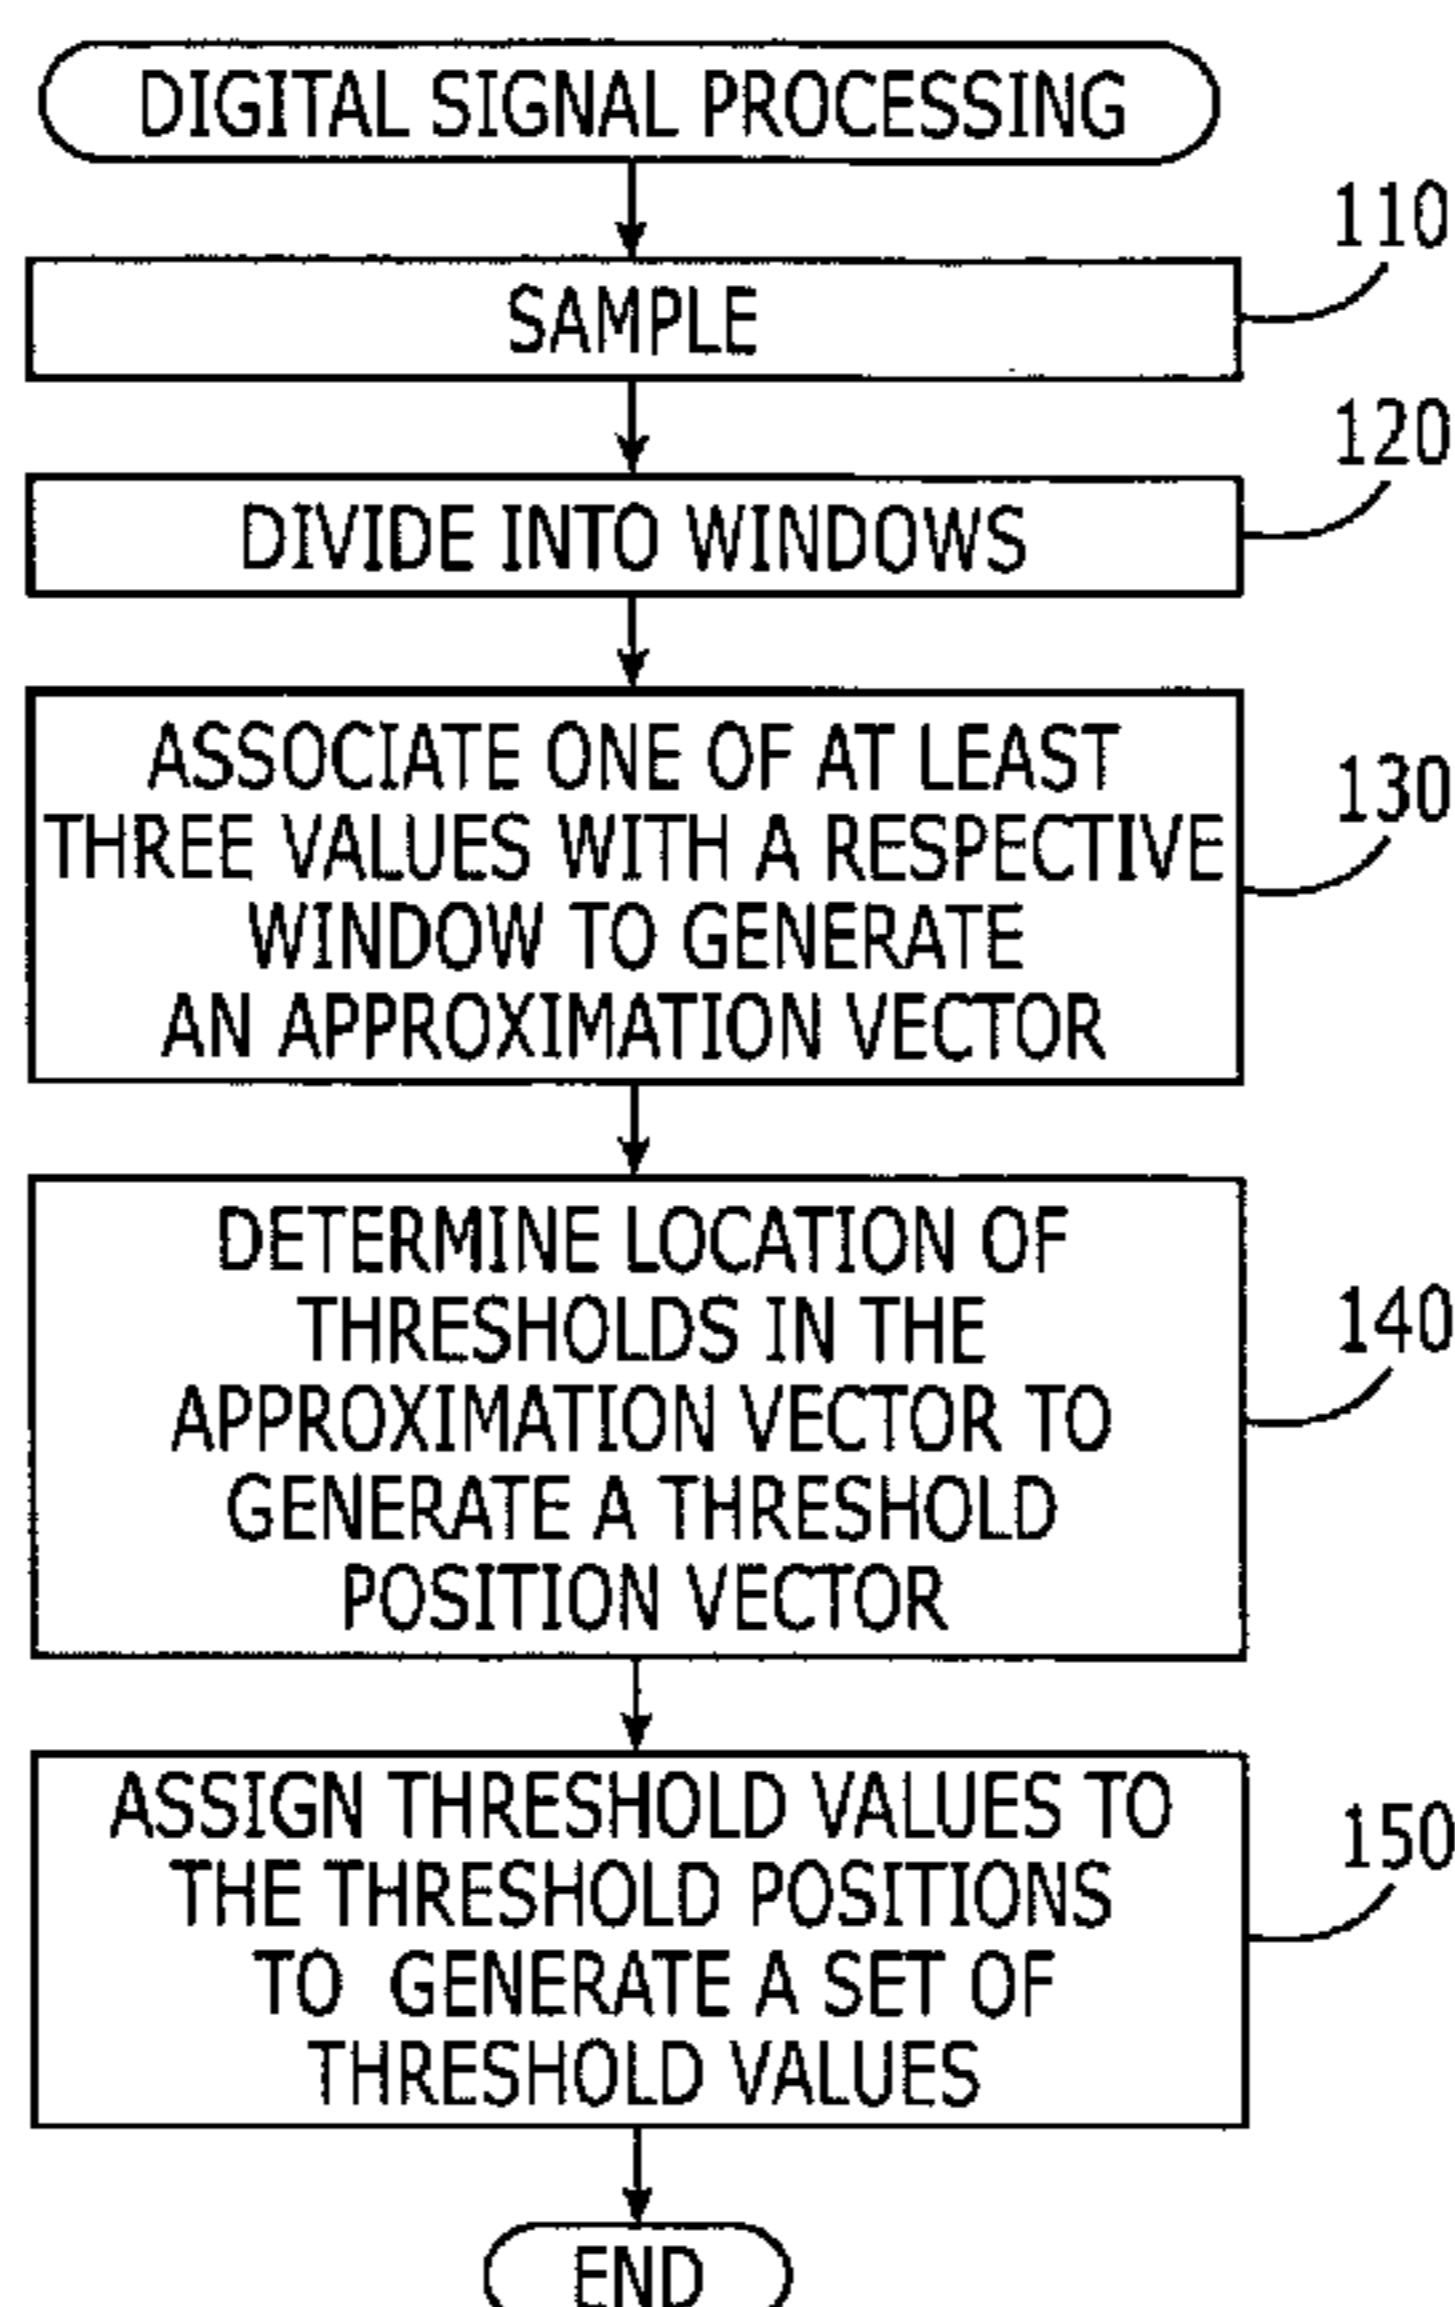 DIGITAL SIGNAL PROCESSING
110
SAMPLE
120
DIVIDE INTO WINDOWS
130
ASSOCIATE ONE OF AT LEAST
THREE VALUES WITH A RESPECTIVE
WINDOW TO GENERATE
AN APPROXIMATION VECTOR
140
DETERMINE LOCATION OF
THRESHOLDS IN THE
APPROXIMATION VECTOR TO
GENERATE A THRESHOLD
POSITION VECTOR
150
ASSIGN THRESHOLD VALUES TO
THE THRESHOLD POSITIONS
TO GENERATE A SET OF
THRESHOLD VALUES
END